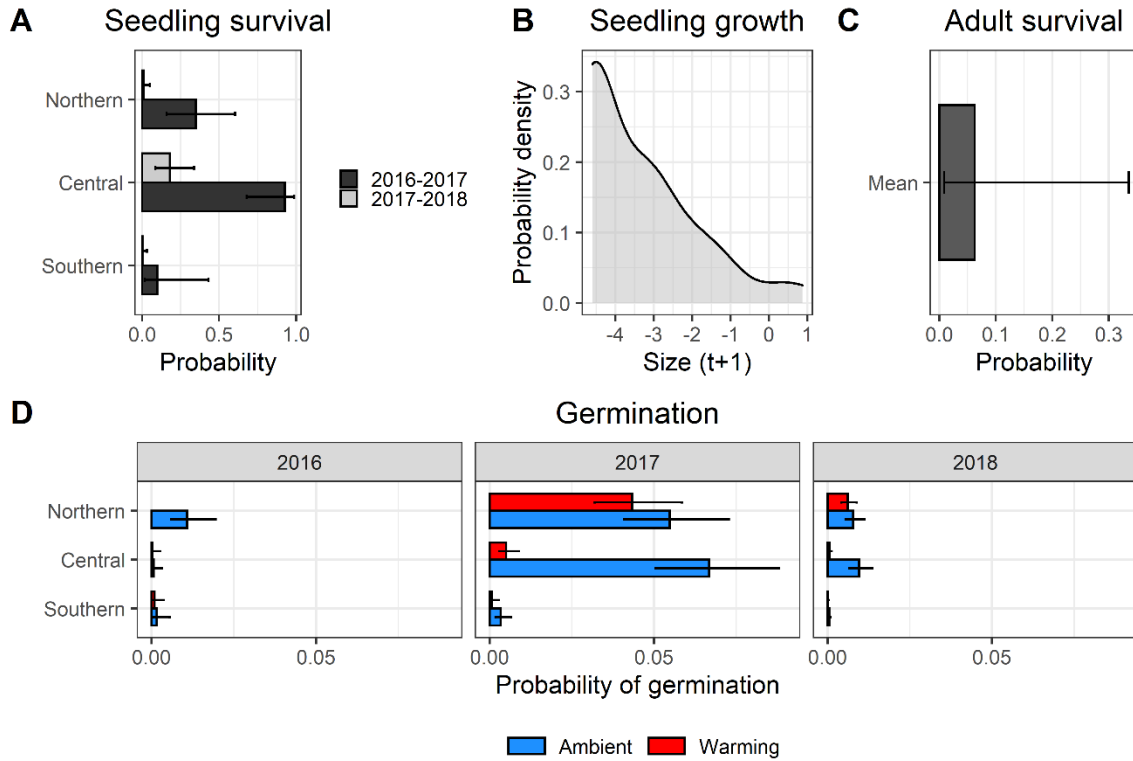 A Seedling survival
Northern
Central
Southern
0.0 0.5 1.0
Probability
2016-2017
2017-2018
B Seedling growth
Probability density
0.3
0.2
0.1
0.0
-4 -3 -2 -1 0 1
Size (t+1)
C Adult survival
Mean
0.0 0.1 0.2 0.3
Probability
D Germination
2016 2017 2018
Northern
Central
Southern
0.00 0.05 0.00 0.05 0.00 0.05
Probability of germination
Ambient Warming